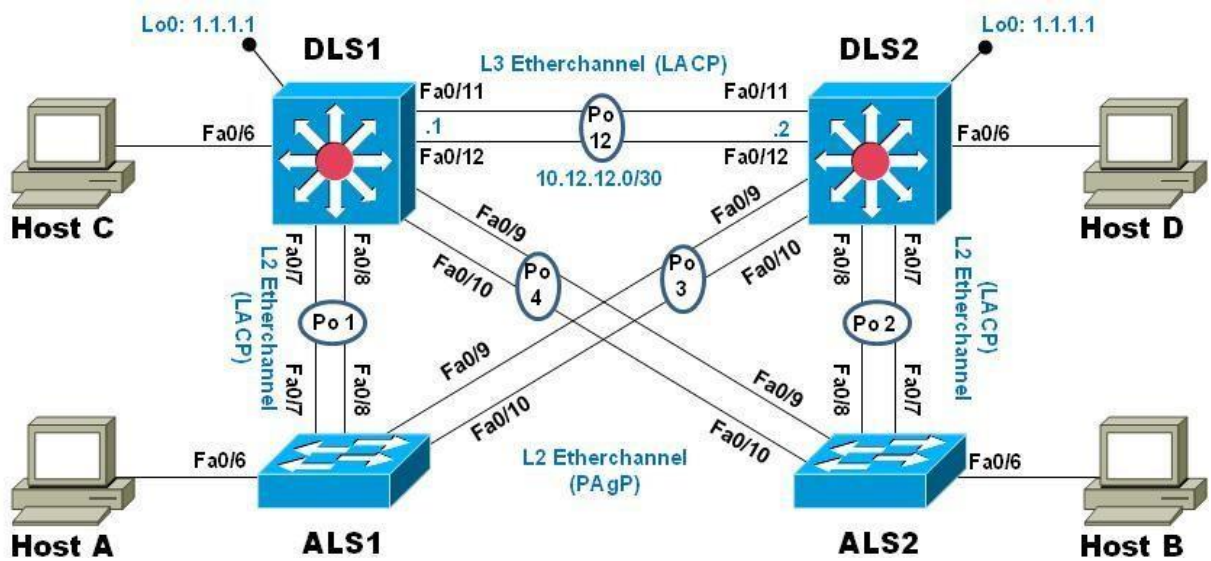 Lo0: 1.1.1.1
DLS1
L3 Etherchannel (LACP)
DLS2
Lo0: 1.1.1.1
Fa0/11
Fa0/11
Fa0/6
.1
Po
12
.2
Fa0/6
Fa0/12
Fa0/12
10.12.12.0/30
Host C
Host D
Fa0/7
Fa0/8
Fa0/9
Fa0/10
Fa0/9
Fa0/10
Fa0/8
Fa0/7
L2 Etherchannel
(LACP)
Po 1
Po
4
Po
3
Po 2
L2 Etherchannel
(LACP)
Fa0/7
Fa0/8
Fa0/9
Fa0/10
Fa0/9
Fa0/10
Fa0/8
Fa0/7
Fa0/6
L2 Etherchannel
(PAgP)
Fa0/6
Host A
ALS1
ALS2
Host B